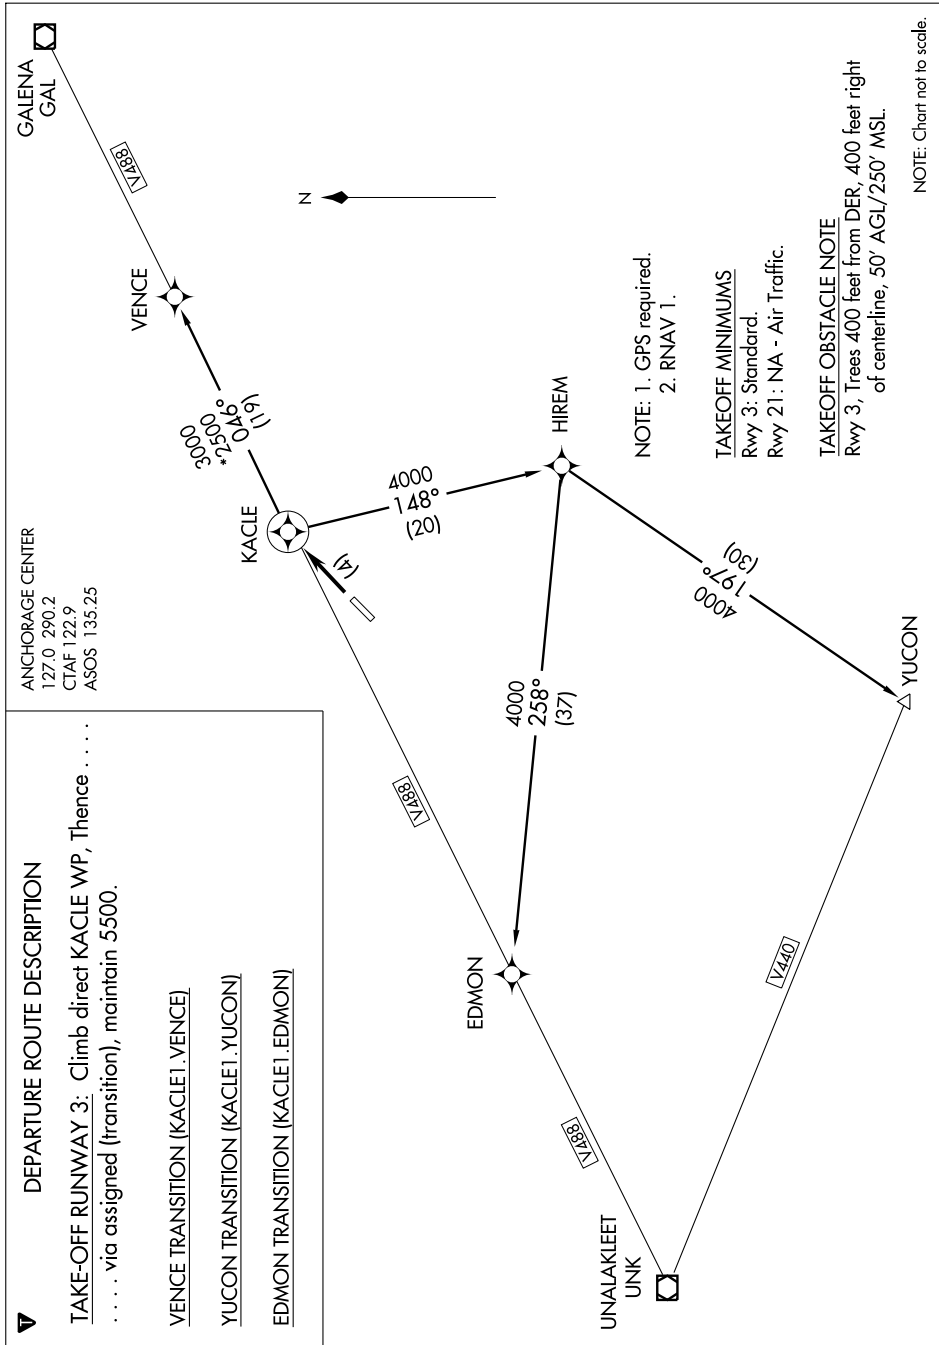 DEPARTURE ROUTE DESCRIPTION
T
TAKE-OFF RUNWAY 3: Climb direct KACLE WP, Thence . . . .
. . . . via assigned (transition), maintain 5500.
VENCE TRANSITION (KACLE1.VENCE)
YUCON TRANSITION (KACLE1.YUCON)
EDMON TRANSITION (KACLE1.EDMON)
ANCHORAGE CENTER
127.0 290.2
CTAF 122.9
ASOS 135.25
GALENA
GAL
V488
VENCE
N
3000
*2500
046°
(19)
KACLE
(4)
4000
148°
(20)
HIREM
4000
258°
(37)
4000
197°
(30)
V488
EDMON
V488
YUCON
V440
UNALAKLEET
UNK
NOTE: 1. GPS required.
2. RNAV 1.
TAKEOFF MINIMUMS
Rwy 3: Standard.
Rwy 21: NA - Air Traffic.
TAKEOFF OBSTACLE NOTE
Rwy 3, Trees 400 feet from DER, 400 feet right
of centerline, 50' AGL/250' MSL.
NOTE: Chart not to scale.